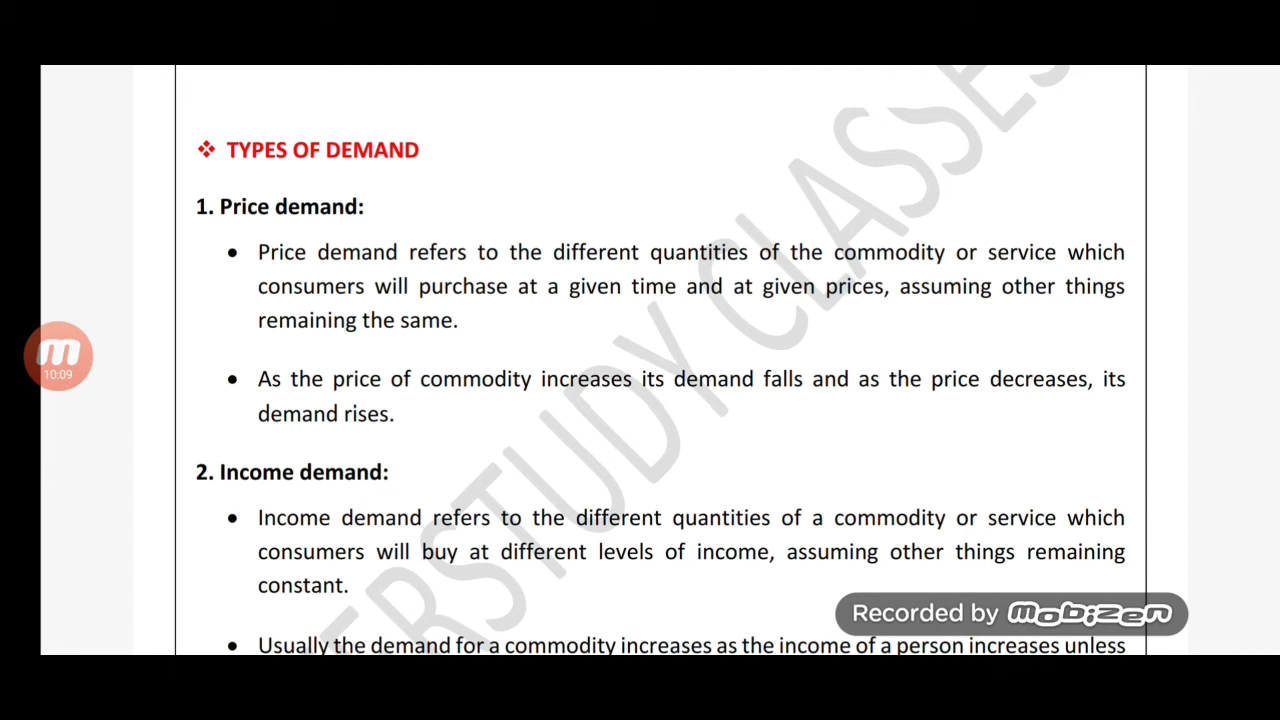 ❖ TYPES OF DEMAND
1. Price demand:
• Price demand refers to the different quantities of the commodity or service which
consumers will purchase at a given time and at given prices, assuming other things
remaining the same.
• As the price of commodity increases its demand falls and as the price decreases, its
demand rises.
2. Income demand:
• Income demand refers to the different quantities of a commodity or service which
consumers will buy at different levels of income, assuming other things remaining
constant.
• Usually the demand for a commodity increases as the income of a person increases unless
ERSTUDY CLASSES
m
10:09
Recorded by mobizen